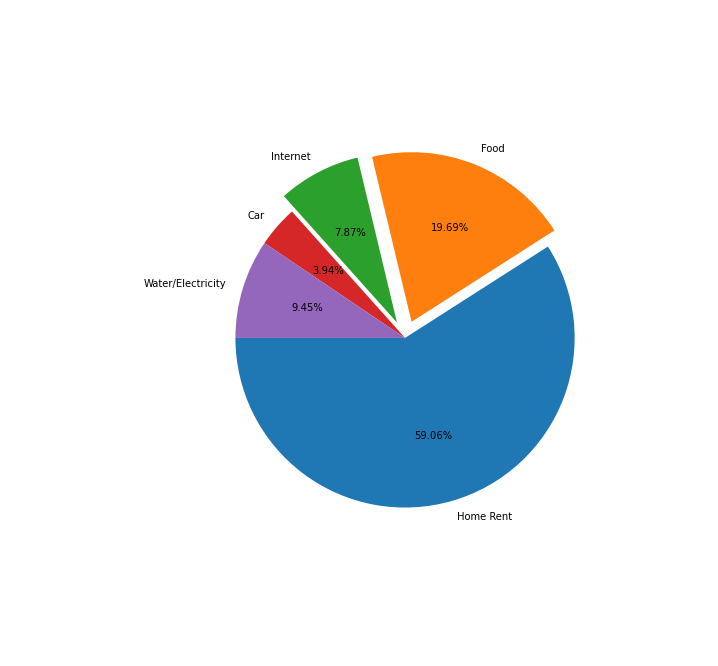 Food
Internet
Car
19.69%
7.87%
3.94%
Water/Electricity
9.45%
59.06%
Home Rent